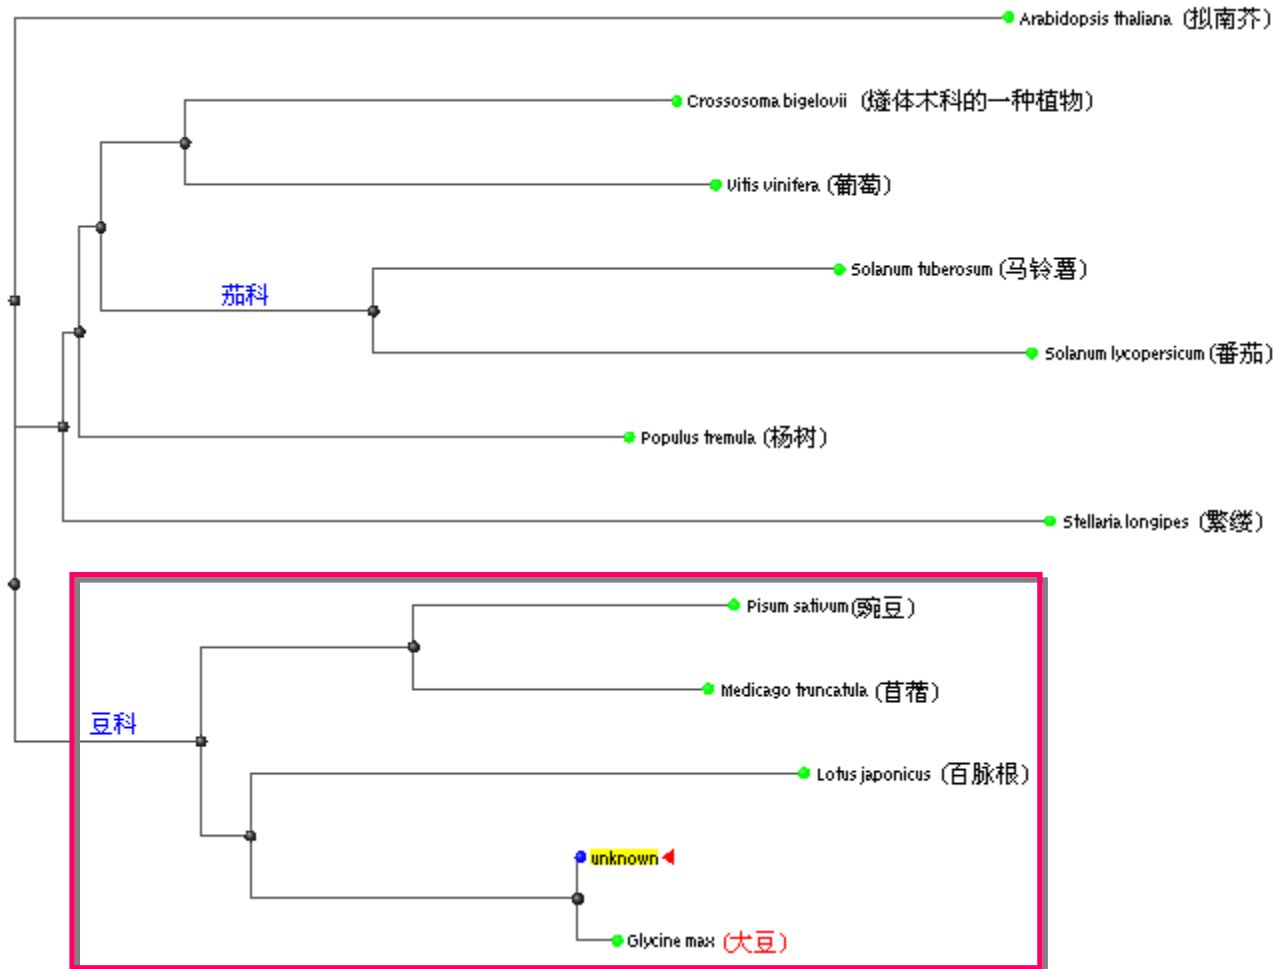 Arabidopsis thaliana (拟南芥)
Crossosoma bigelovii (燧体木科的一种植物)
Vitis vinifera (葡萄)
Solanum tuberosum (马铃薯)
茄科
Solanum lycopersicum (番茄)
Populus tremula (杨树)
Stellaria longipes (繁缕)
Pisum sativum (豌豆)
Medicago truncatula (苜蓿)
豆科
Lotus japonicus (百脉根)
unknown
Glycine max (大豆)